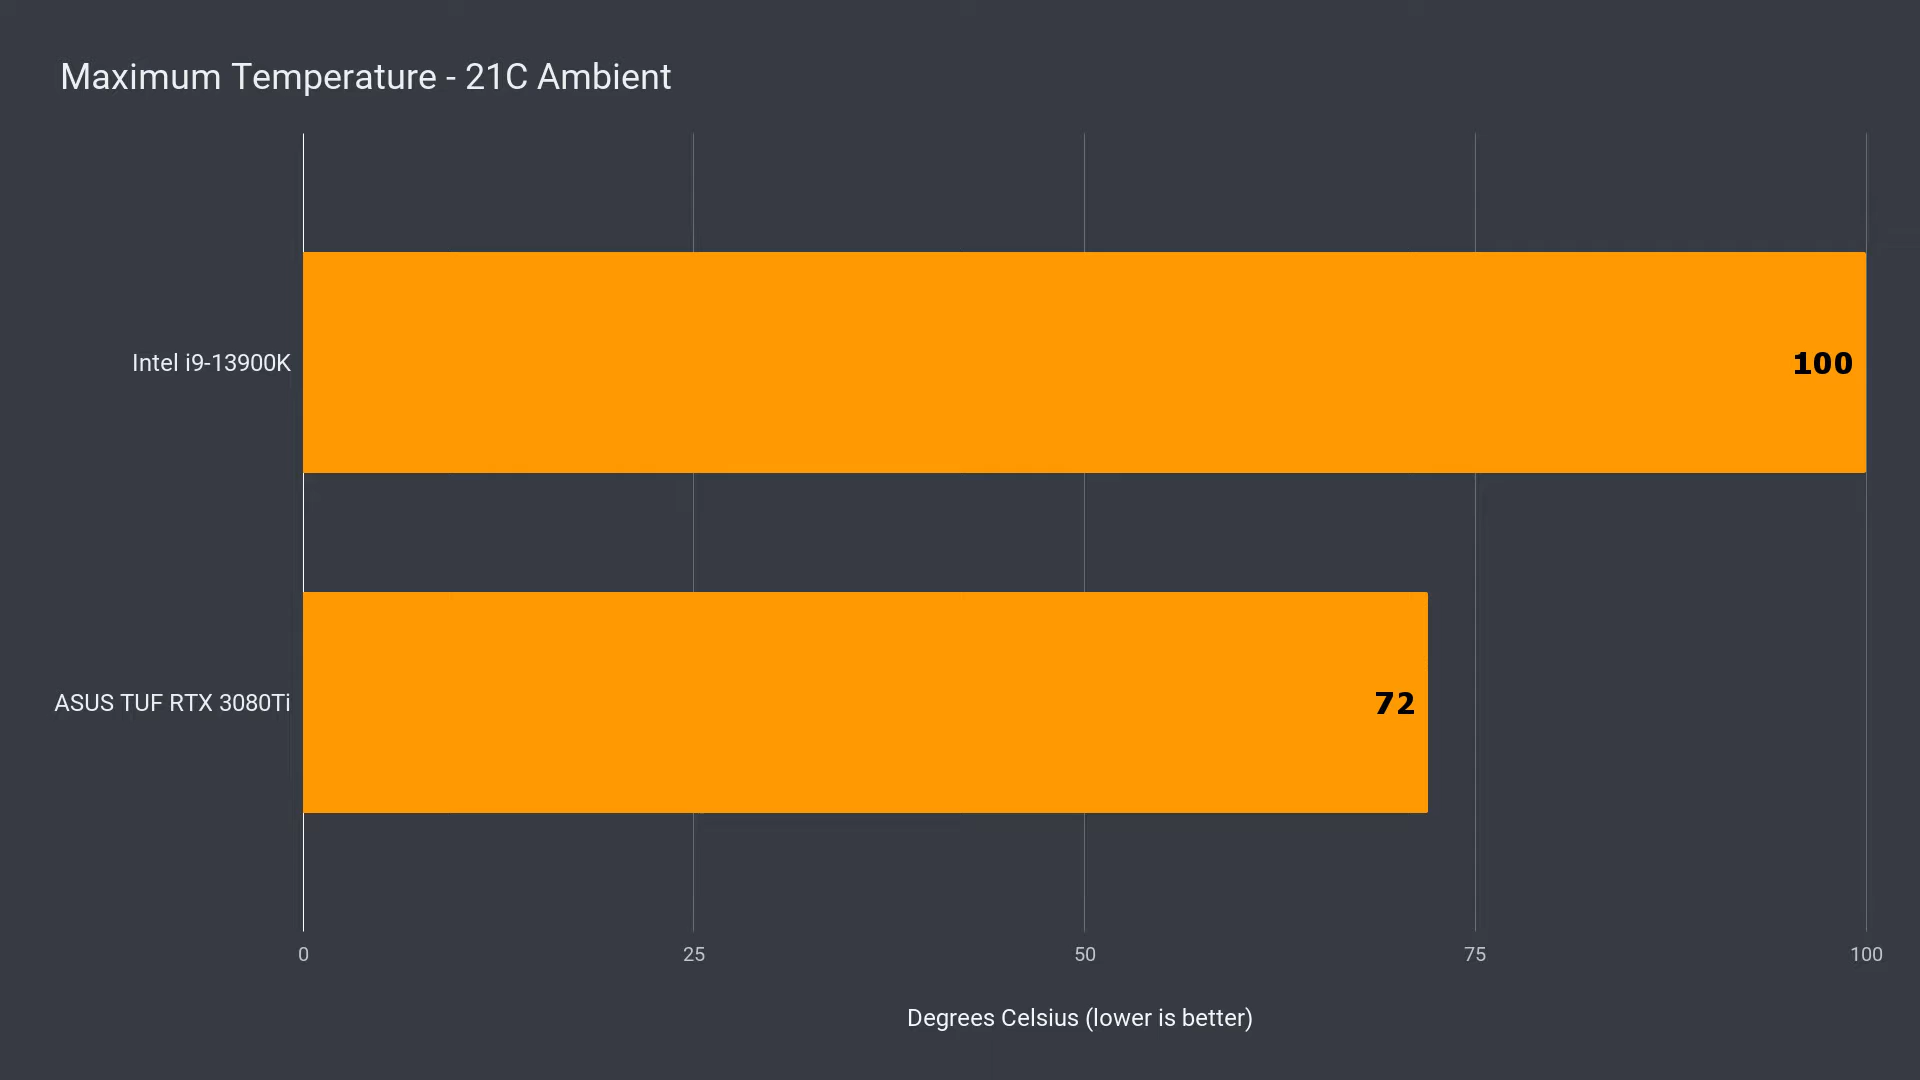 Maximum Temperature - 21C Ambient
Intel i9-13900K
100
ASUS TUF RTX 3080Ti
72
0 25 50 75 100
Degrees Celsius (lower is better)